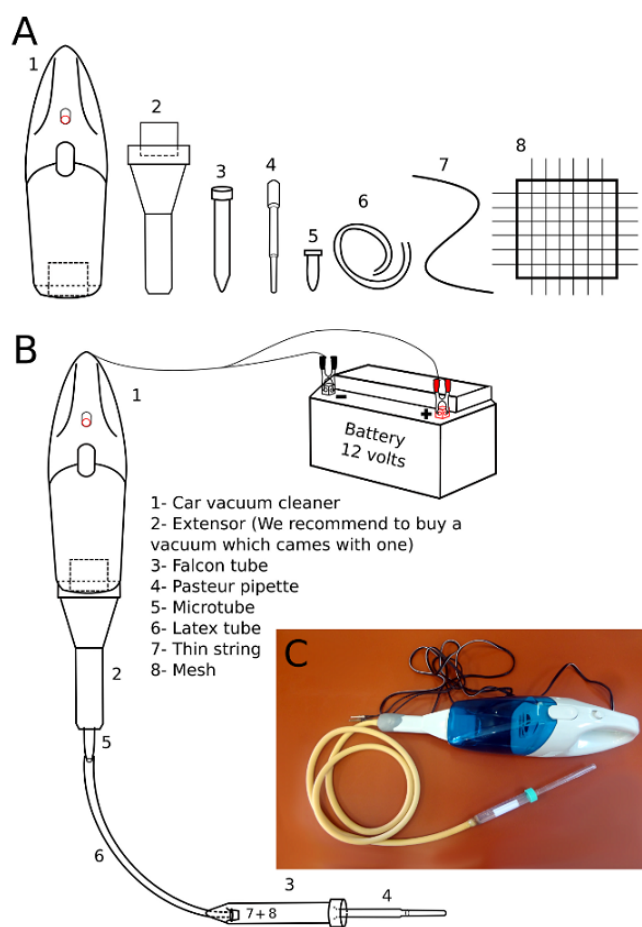 A
1
2
3
4
5
6
7
8
B
1
-
+
Battery
12 volts
1- Car vacuum cleaner
2- Extensor (We recommend to buy a
vacuum which cames with one)
3- Falcon tube
4- Pasteur pipette
5- Microtube
6- Latex tube
7- Thin string
8- Mesh
C
2
5
6
3
4
7+8